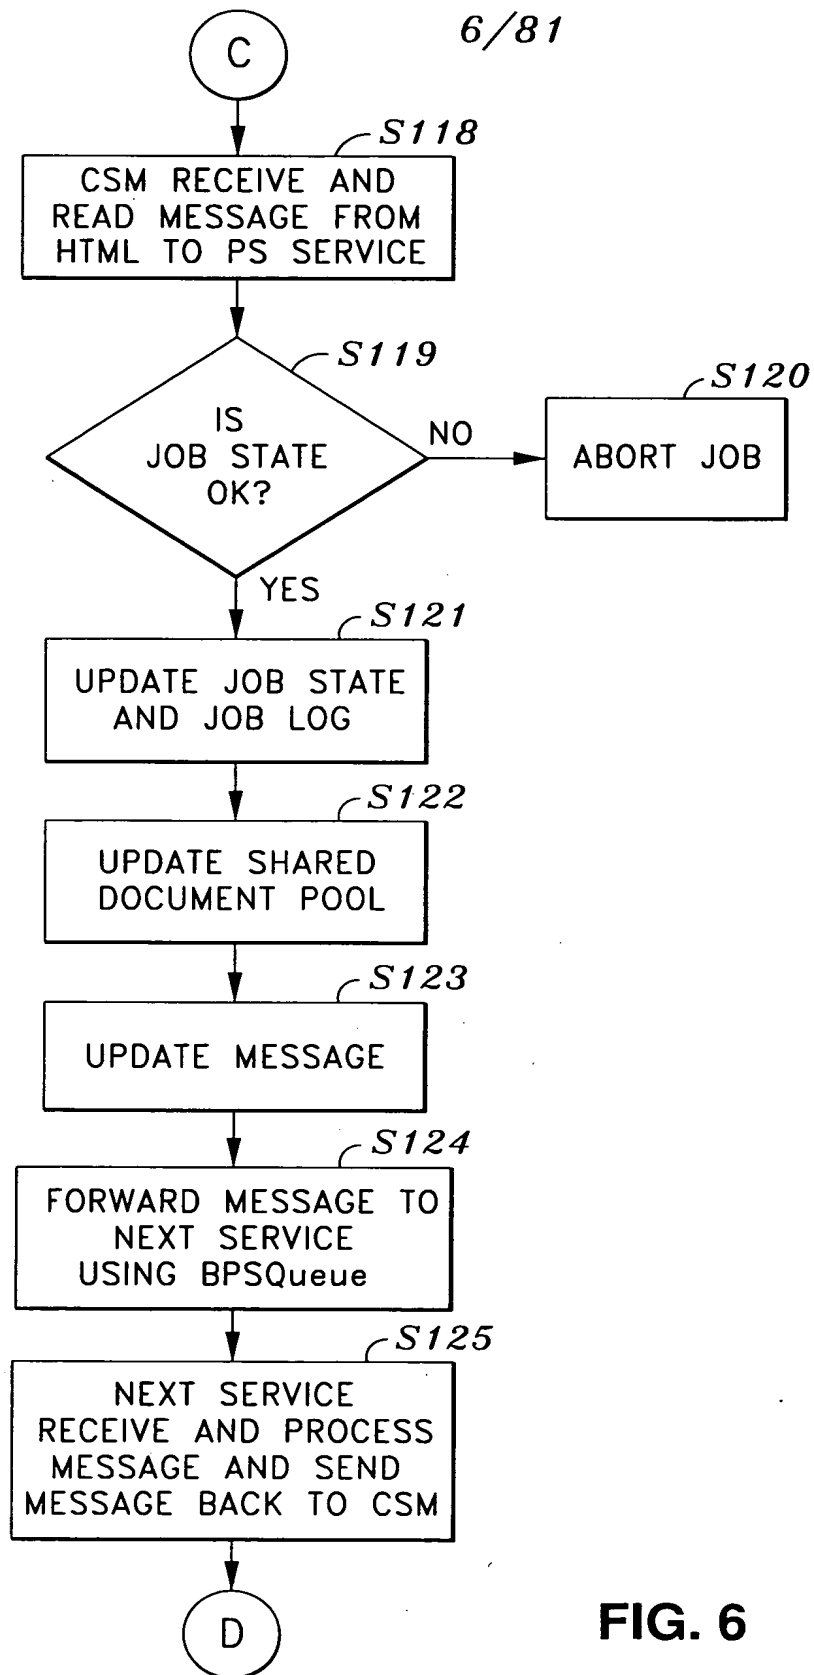 6/81
C
S118
CSM RECEIVE AND
READ MESSAGE FROM
HTML TO PS SERVICE
S119
IS
JOB STATE
OK?
NO
S120
ABORT JOB
YES
S121
UPDATE JOB STATE
AND JOB LOG
S122
UPDATE SHARED
DOCUMENT POOL
S123
UPDATE MESSAGE
S124
FORWARD MESSAGE TO
NEXT SERVICE
USING BPSQueue
S125
NEXT SERVICE
RECEIVE AND PROCESS
MESSAGE AND SEND
MESSAGE BACK TO CSM
D
FIG. 6